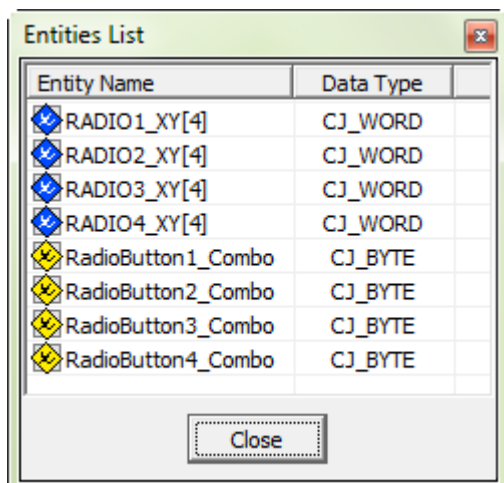 Entities List
Entity Name Data Type
RADIO1_XY[4] CJ_WORD
RADIO2_XY[4] CJ_WORD
RADIO3_XY[4] CJ_WORD
RADIO4_XY[4] CJ_WORD
RadioButton1_Combo CJ_BYTE
RadioButton2_Combo CJ_BYTE
RadioButton3_Combo CJ_BYTE
RadioButton4_Combo CJ_BYTE
Close